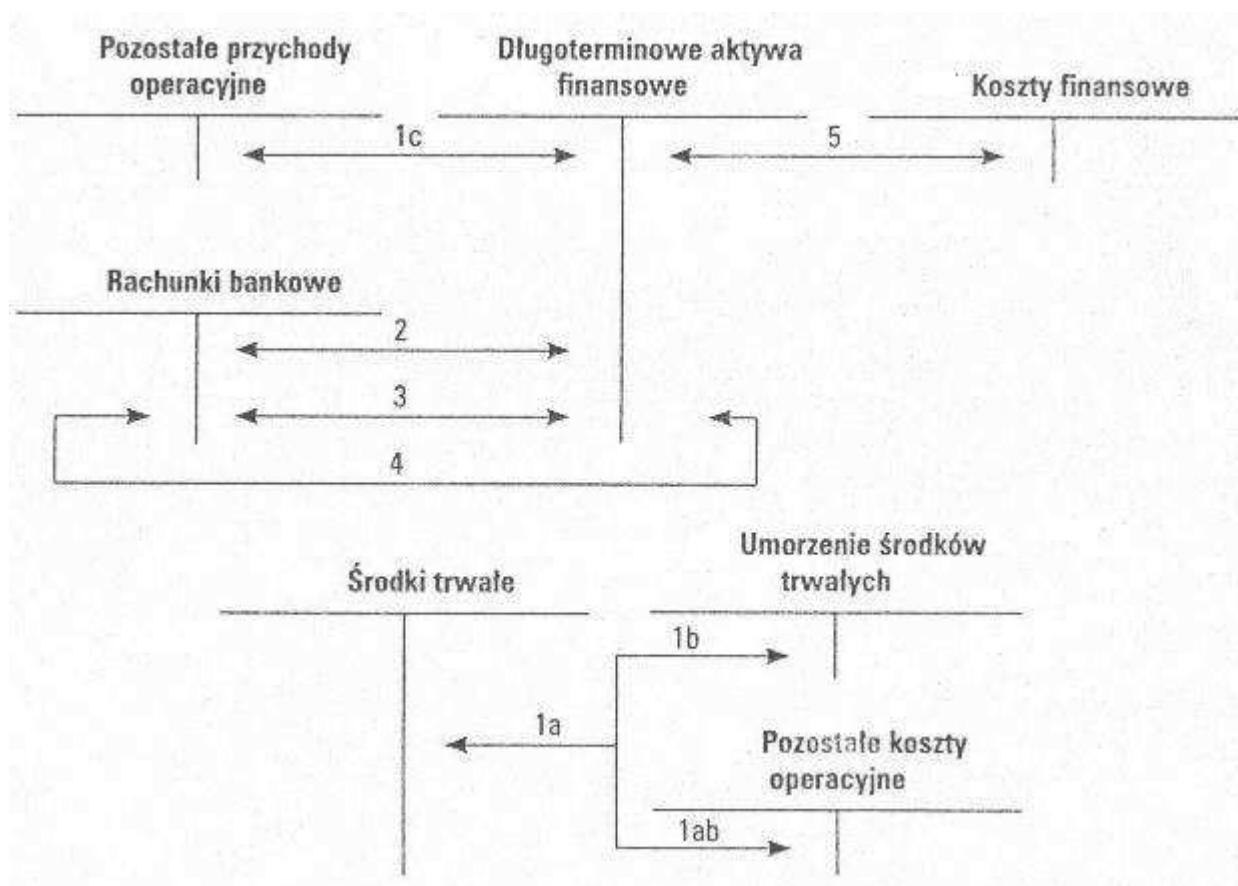 Pozostałe przychody
operacyjne
Długoterminowe aktywa
finansowe
Koszty finansowe
1c
5
Rachunki bankowe
2
3
4
Środki trwałe
Umorzenie środków
trwałych
1b
1a
Pozostałe koszty
operacyjne
1ab